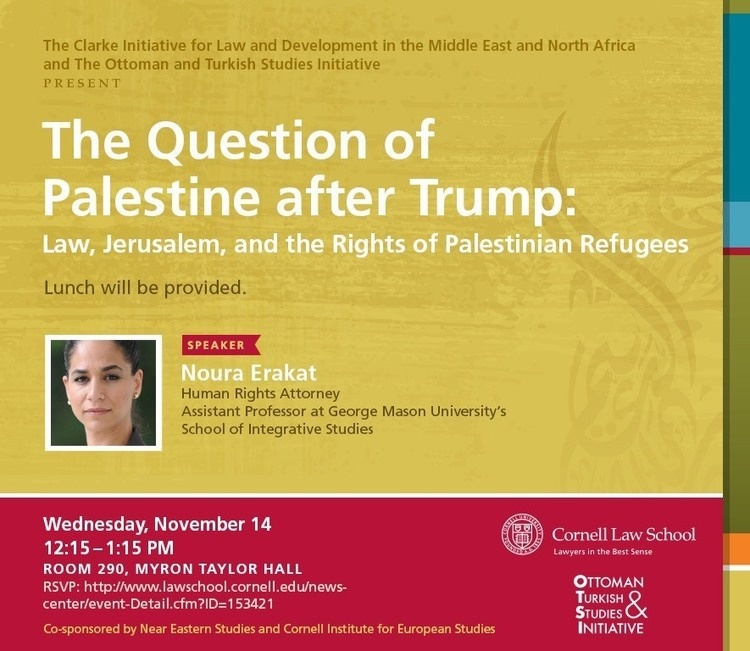 The Clarke Initiative for Law and Development in the Middle East and North Africa
and The Ottoman and Turkish Studies Initiative
PRESENT
The Question of
Palestine after Trump:
Law, Jerusalem, and the Rights of Palestinian Refugees
Lunch will be provided.
SPEAKER
Noura Erakat
Human Rights Attorney
Assistant Professor at George Mason University's
School of Integrative Studies
Wednesday, November 14
12:15–1:15 PM
ROOM 290, MYRON TAYLOR HALL
RSVP: http://www.lawschool.cornell.edu/news-
center/event-Detail.cfm?ID=153421
Co-sponsored by Near Eastern Studies and Cornell Institute for European Studies
Cornell Law School
Lawyers in the Best Sense
OTTOMAN
TURKISH
STUDIES &
INITIATIVE